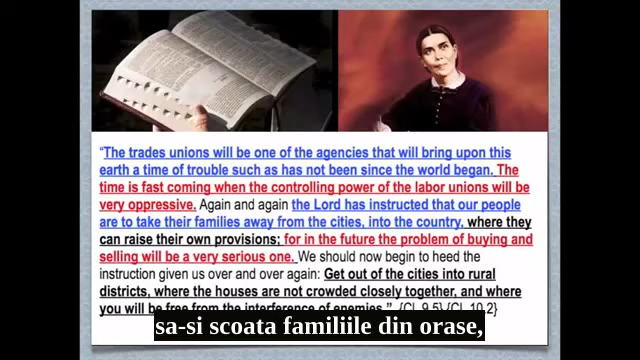 “The trades unions will be one of the agencies that will bring upon this
earth a time of trouble such as has not been since the world began. The
time is fast coming when the controlling power of the labor unions will be
very oppressive. Again and again the Lord has instructed that our people
are to take their families away from the cities, into the country, where they
can raise their own provisions; for in the future the problem of buying and
selling will be a very serious one. We should now begin to heed the
instruction given us over and over again: Get out of the cities into rural
districts, where the houses are not crowded closely together, and where
you will be free from the interference of enemies.” {CL 9.5} {CL 10.2}
sa-si scoata familiile din orase,